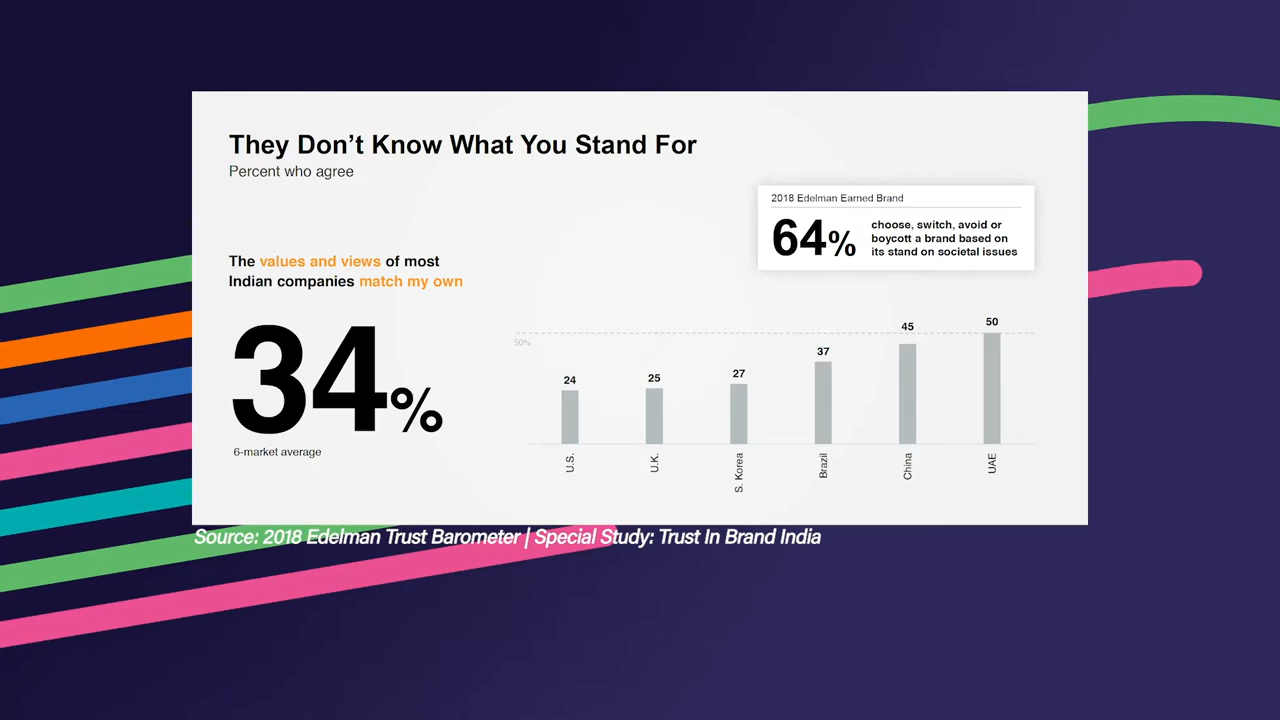 They Don't Know What You Stand For
Percent who agree
2018 Edelman Earned Brand
64%
choose, switch, avoid or
boycott a brand based on
its stand on societal issues
The values and views of most
Indian companies match my own
34%
6-market average
50%
24
25
27
37
45
50
U.S.
U.K.
S. Korea
Brazil
China
UAE
Source: 2018 Edelman Trust Barometer | Special Study: Trust In Brand India